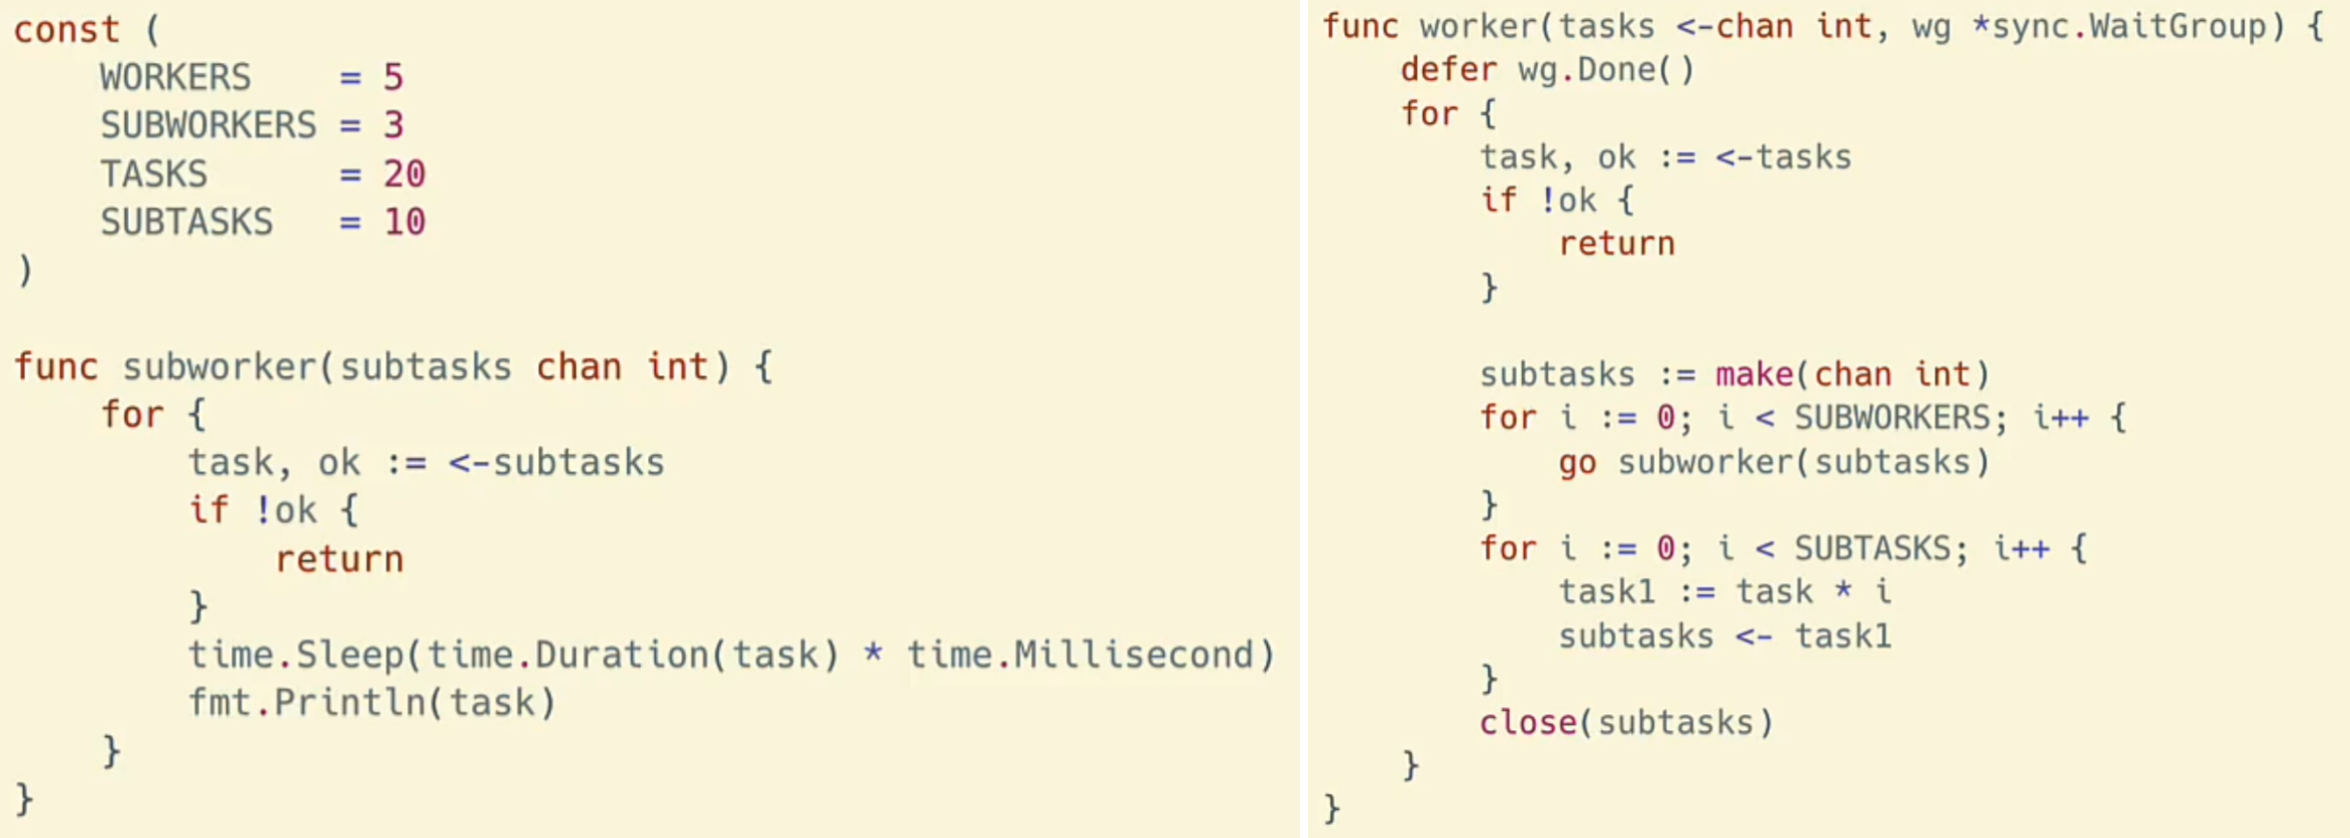 const (
    WORKERS    = 5
    SUBWORKERS = 3
    TASKS      = 20
    SUBTASKS   = 10
)

func subworker(subtasks chan int) {
    for {
        task, ok := <-subtasks
        if !ok {
            return
        }
        time.Sleep(time.Duration(task) * time.Millisecond)
        fmt.Println(task)
    }
}

func worker(tasks <-chan int, wg *sync.WaitGroup) {
    defer wg.Done()
    for {
        task, ok := <-tasks
        if !ok {
            return
        }

        subtasks := make(chan int)
        for i := 0; i < SUBWORKERS; i++ {
            go subworker(subtasks)
        }
        for i := 0; i < SUBTASKS; i++ {
            task1 := task * i
            subtasks <- task1
        }
        close(subtasks)
    }
}